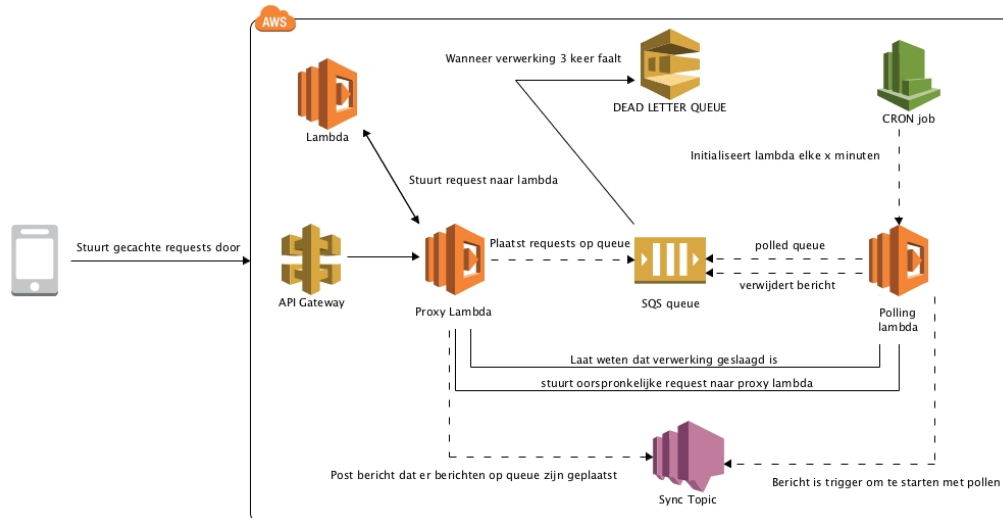 AWS
Wanneer verwerking 3 keer faalt
DEAD LETTER QUEUE
CRON job
Lambda
Initialiseert lambda elke x minuten
Stuurt request naar lambda
Stuurt gecachte requests door
Plaatst requests op queue
polled queue
verwijdert bericht
API Gateway
Proxy Lambda
SQS queue
Polling
lambda
Laat weten dat verwerking geslaagd is
stuurt oorspronkelijke request naar proxy lambda
Post bericht dat er berichten op queue zijn geplaatst
Sync Topic
Bericht is trigger om te starten met pollen